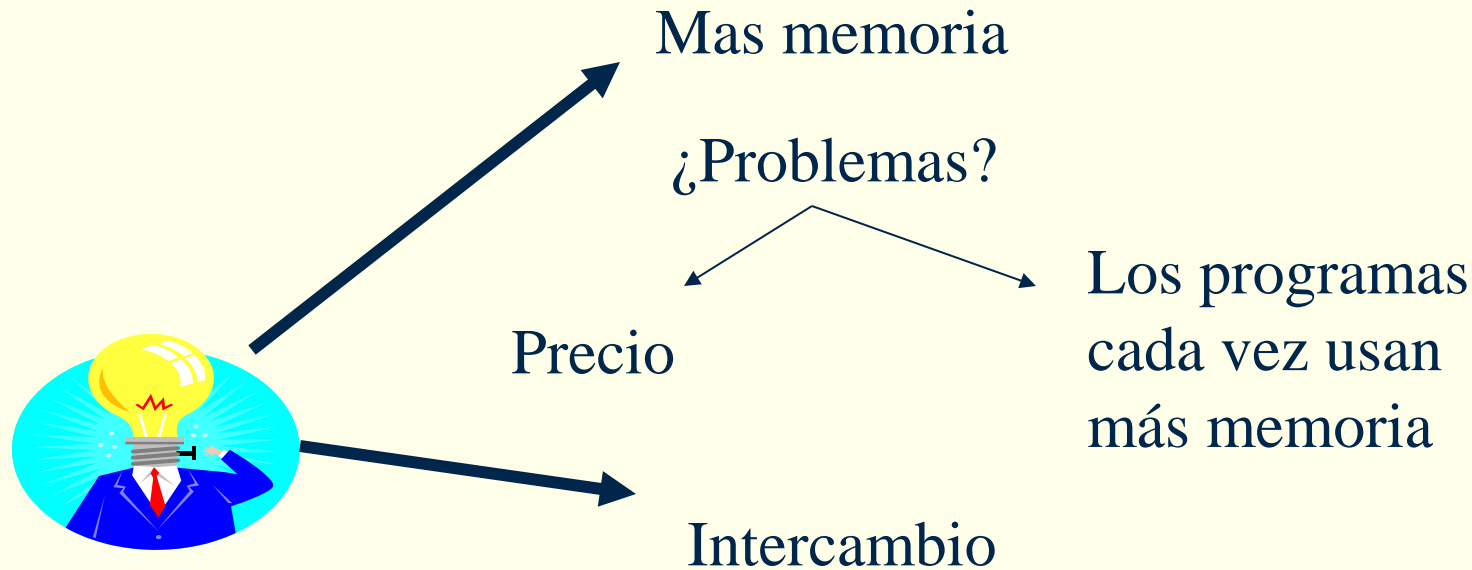 Mas memoria
¿Problemas?
Precio
Los programas
cada vez usan
más memoria
Intercambio